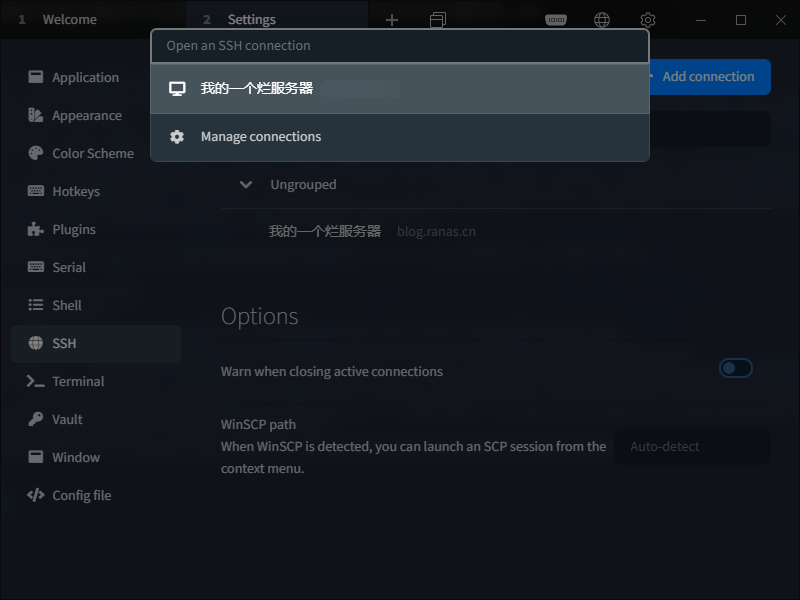 1 Welcome 2 Settings
Open an SSH connection
我的一个烂服务器
Manage connections
Add connection
Application
Appearance
Color Scheme
Hotkeys
Plugins
Serial
Shell
SSH
Terminal
Vault
Window
Config file
Ungrouped
我的一个烂服务器 blog.ranas.cn
Options
Warn when closing active connections
WinSCP path
When WinSCP is detected, you can launch an SCP session from the
context menu.
Auto-detect